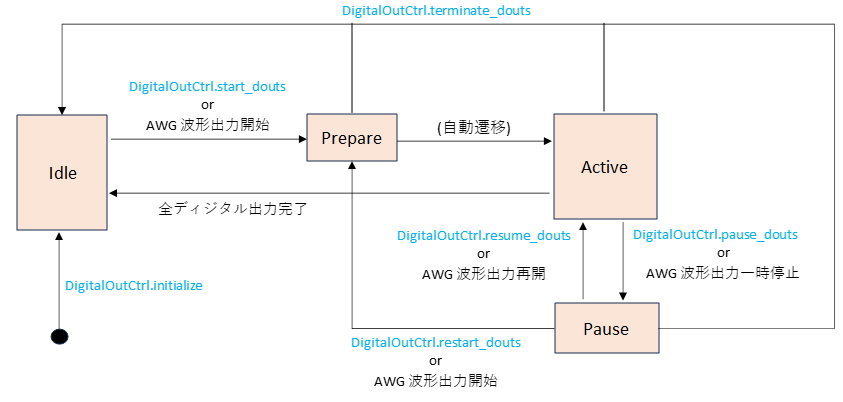 DigitalOutCtrl.terminate_douts
DigitalOutCtrl.start_douts
or
AWG 波形出力開始
Idle
Prepare
(自動遷移)
Active
全ディジタル出力完了
DigitalOutCtrl.resume_douts
or
AWG 波形出力再開
DigitalOutCtrl.pause_douts
or
AWG 波形出力一時停止
DigitalOutCtrl.initialize
Pause
DigitalOutCtrl.restart_douts
or
AWG 波形出力開始